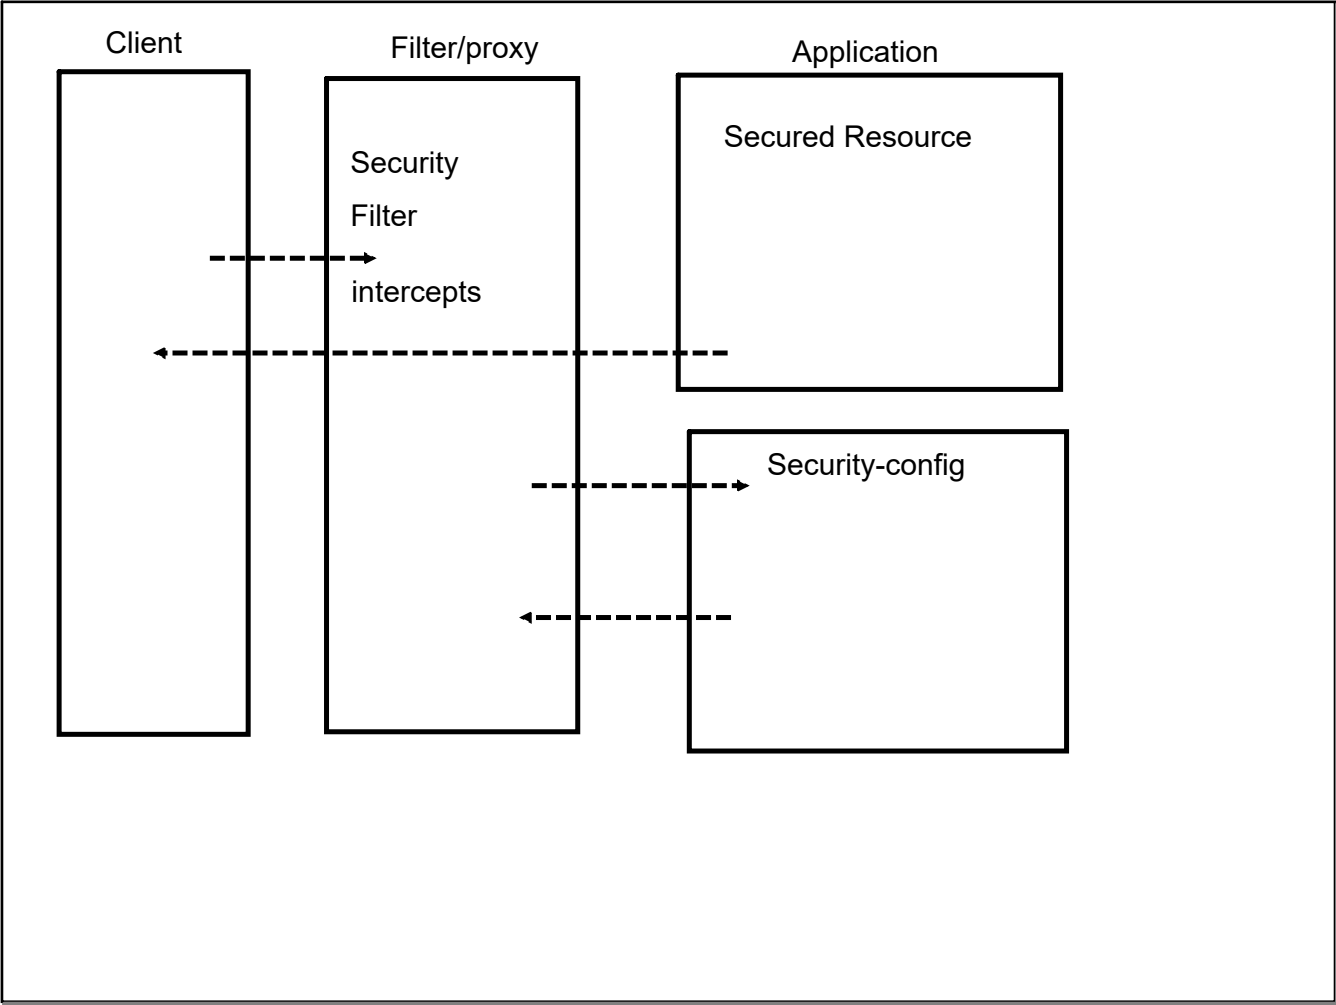 Client
Filter/proxy
Application
Secured Resource
Security
Filter
intercepts
Security-config